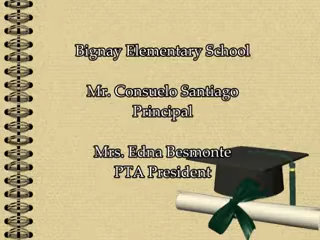 Bignay Elementary School
Mr. Consuelo Santiago
Principal
Mrs. Edna Besmonte
PTA President